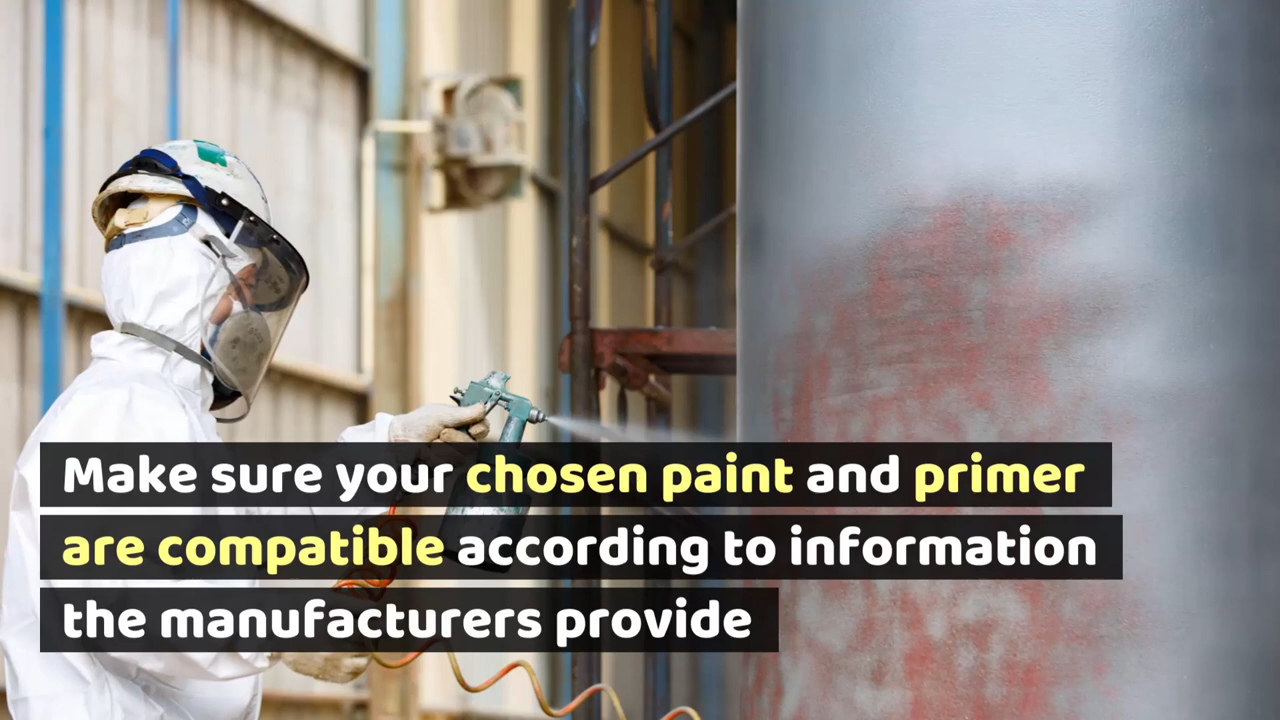 Make sure your chosen paint and primer
are compatible according to information
the manufacturers provide